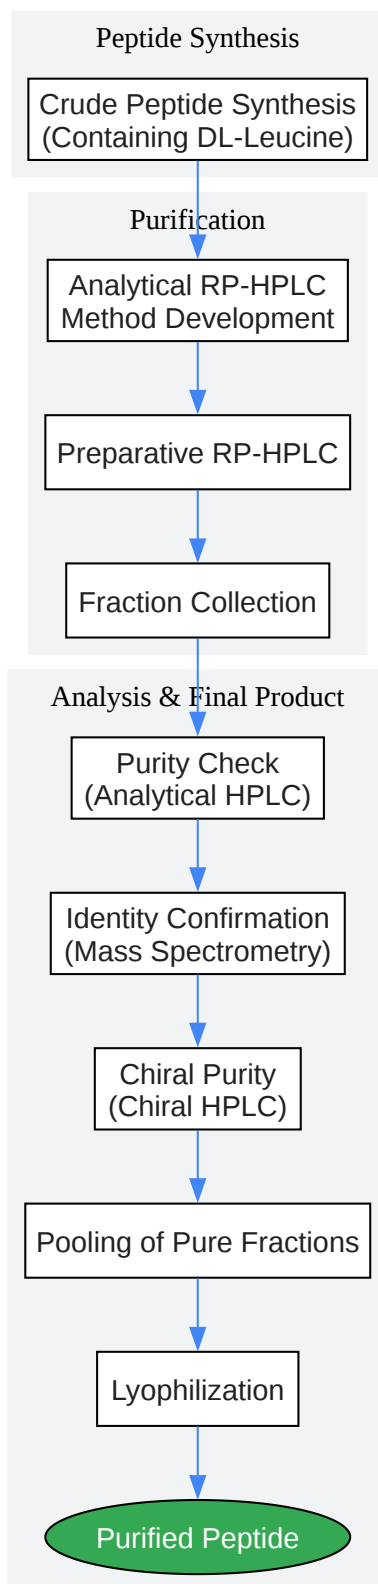 Peptide Synthesis
Crude Peptide Synthesis
(Containing DL-Leucine)
Purification
Analytical RP-HPLC
Method Development
Preparative RP-HPLC
Fraction Collection
Analysis & Final Product
Purity Check
(Analytical HPLC)
Identity Confirmation
(Mass Spectrometry)
Chiral Purity
(Chiral HPLC)
Pooling of Pure Fractions
Lyophilization
Purified Peptide